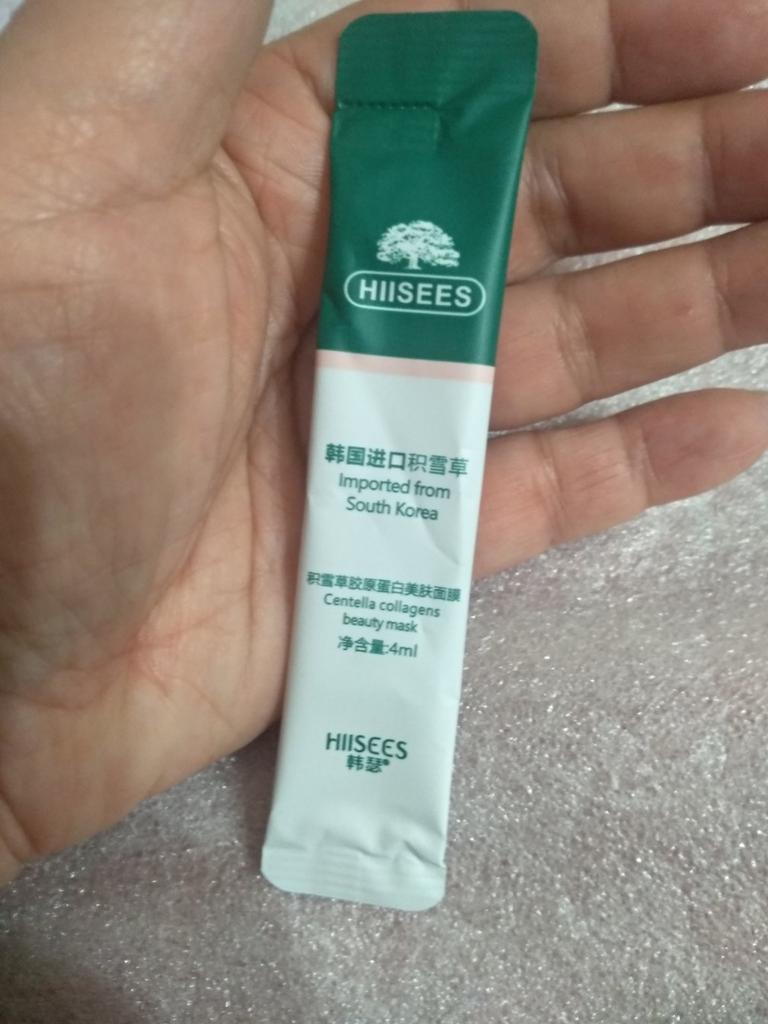 HIISEES
韩国进口积雪草
Imported from
South Korea
积雪草胶原蛋白美肤面膜
Centella collagens
beauty mask
净含量:4ml
HIISEES
韩瑟®